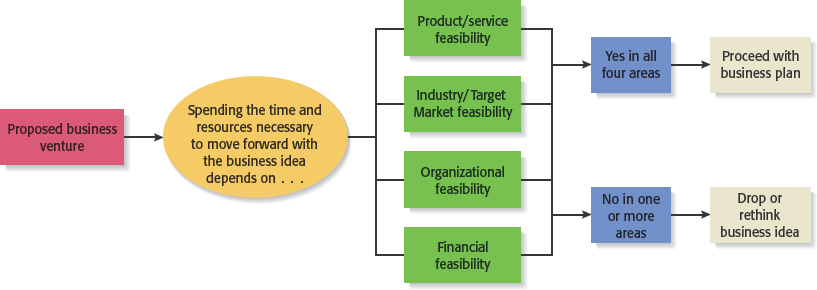 Proposed business
venture
Spending the time and
resources necessary
to move forward with
the business idea
depends on . . .
Product/service
feasibility
Industry/Target
Market feasibility
Organizational
feasibility
Financial
feasibility
Yes in all
four areas
Proceed with
business plan
No in one
or more
areas
Drop or
rethink
business idea